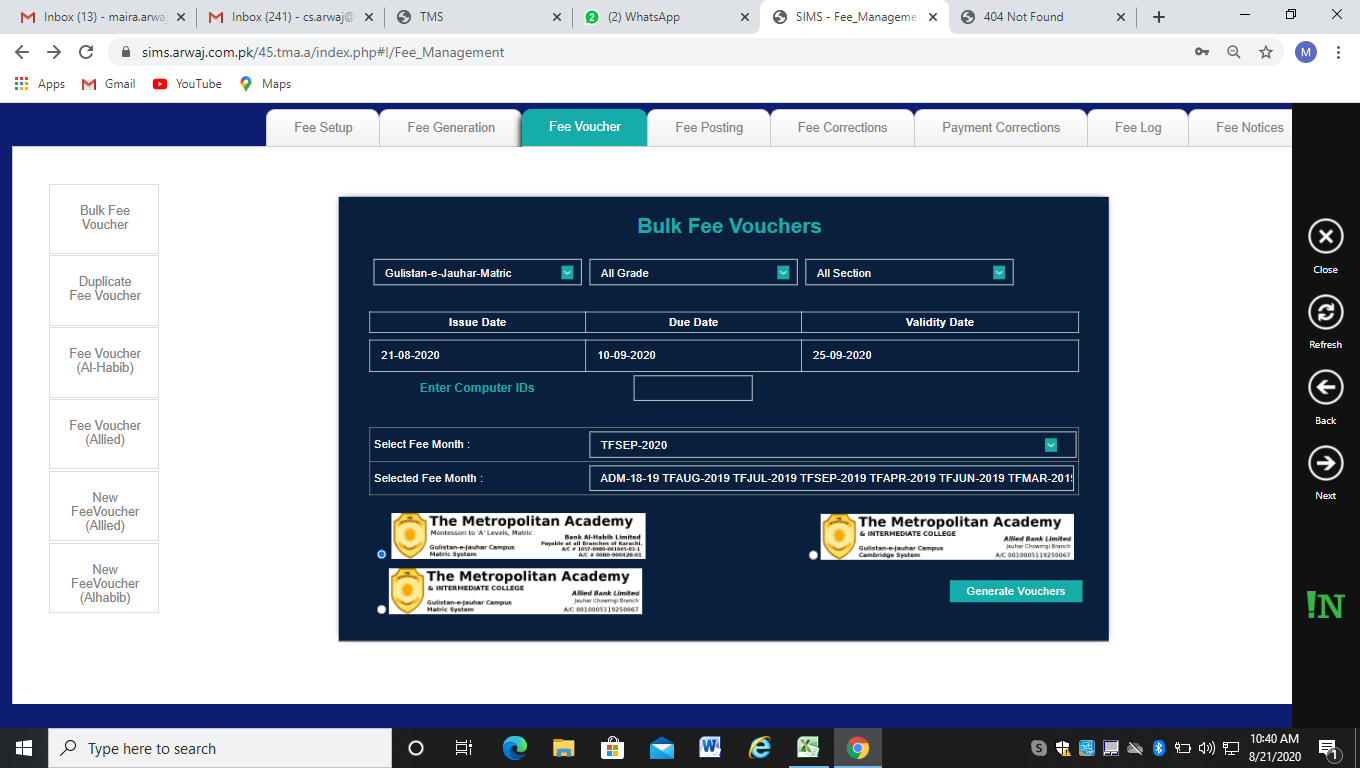 Inbox (13) - maira.arwaj
Inbox (241) - cs.arwaj@
TMS
(2) WhatsApp
SIMS - Fee_Management
404 Not Found
sims.arwaj.com.pk/45.tma.a/index.php#!/Fee_Management
M
Apps
Gmail
YouTube
Maps
Fee Setup
Fee Generation
Fee Voucher
Fee Posting
Fee Corrections
Payment Corrections
Fee Log
Fee Notices
Bulk Fee
Voucher
Duplicate
Fee Voucher
Fee Voucher
(Al-Habib)
Fee Voucher
(Allied)
New
FeeVoucher
(Allied)
New
FeeVoucher
(Alhabib)
Bulk Fee Vouchers
Gulistan-e-Jauhar-Matric
All Grade
All Section
Issue Date
Due Date
Validity Date
21-08-2020
10-09-2020
25-09-2020
Enter Computer IDs
Select Fee Month :
TFSEP-2020
Selected Fee Month :
ADM-18-19 TFAUG-2019 TFJUL-2019 TFSEP-2019 TFAPR-2019 TFJUN-2019 TFMAR-2019
The Metropolitan Academy
Montessori to 'A' Levels, Matric
Bank Al-Habib Limited
Payable at all Branches of Karachi.
Gulistan-e-Jauhar Campus
A/C # 1057-0980-001065-01-1
Matric System
A/C # 0080-900420-01
The Metropolitan Academy
& INTERMEDIATE COLLEGE
Allied Bank Limited
Jauhar Chowrngi Branch
Gulistan-e-Jauhar Campus
Cambridge System
A/C 0010005119250067
The Metropolitan Academy
& INTERMEDIATE COLLEGE
Allied Bank Limited
Jauhar Chowrngi Branch
Gulistan-e-Jauhar Campus
Matric System
A/C 0010005119250067
Generate Vouchers
Close
Refresh
Back
Next
!N
Type here to search
10:40 AM
8/21/2020
1